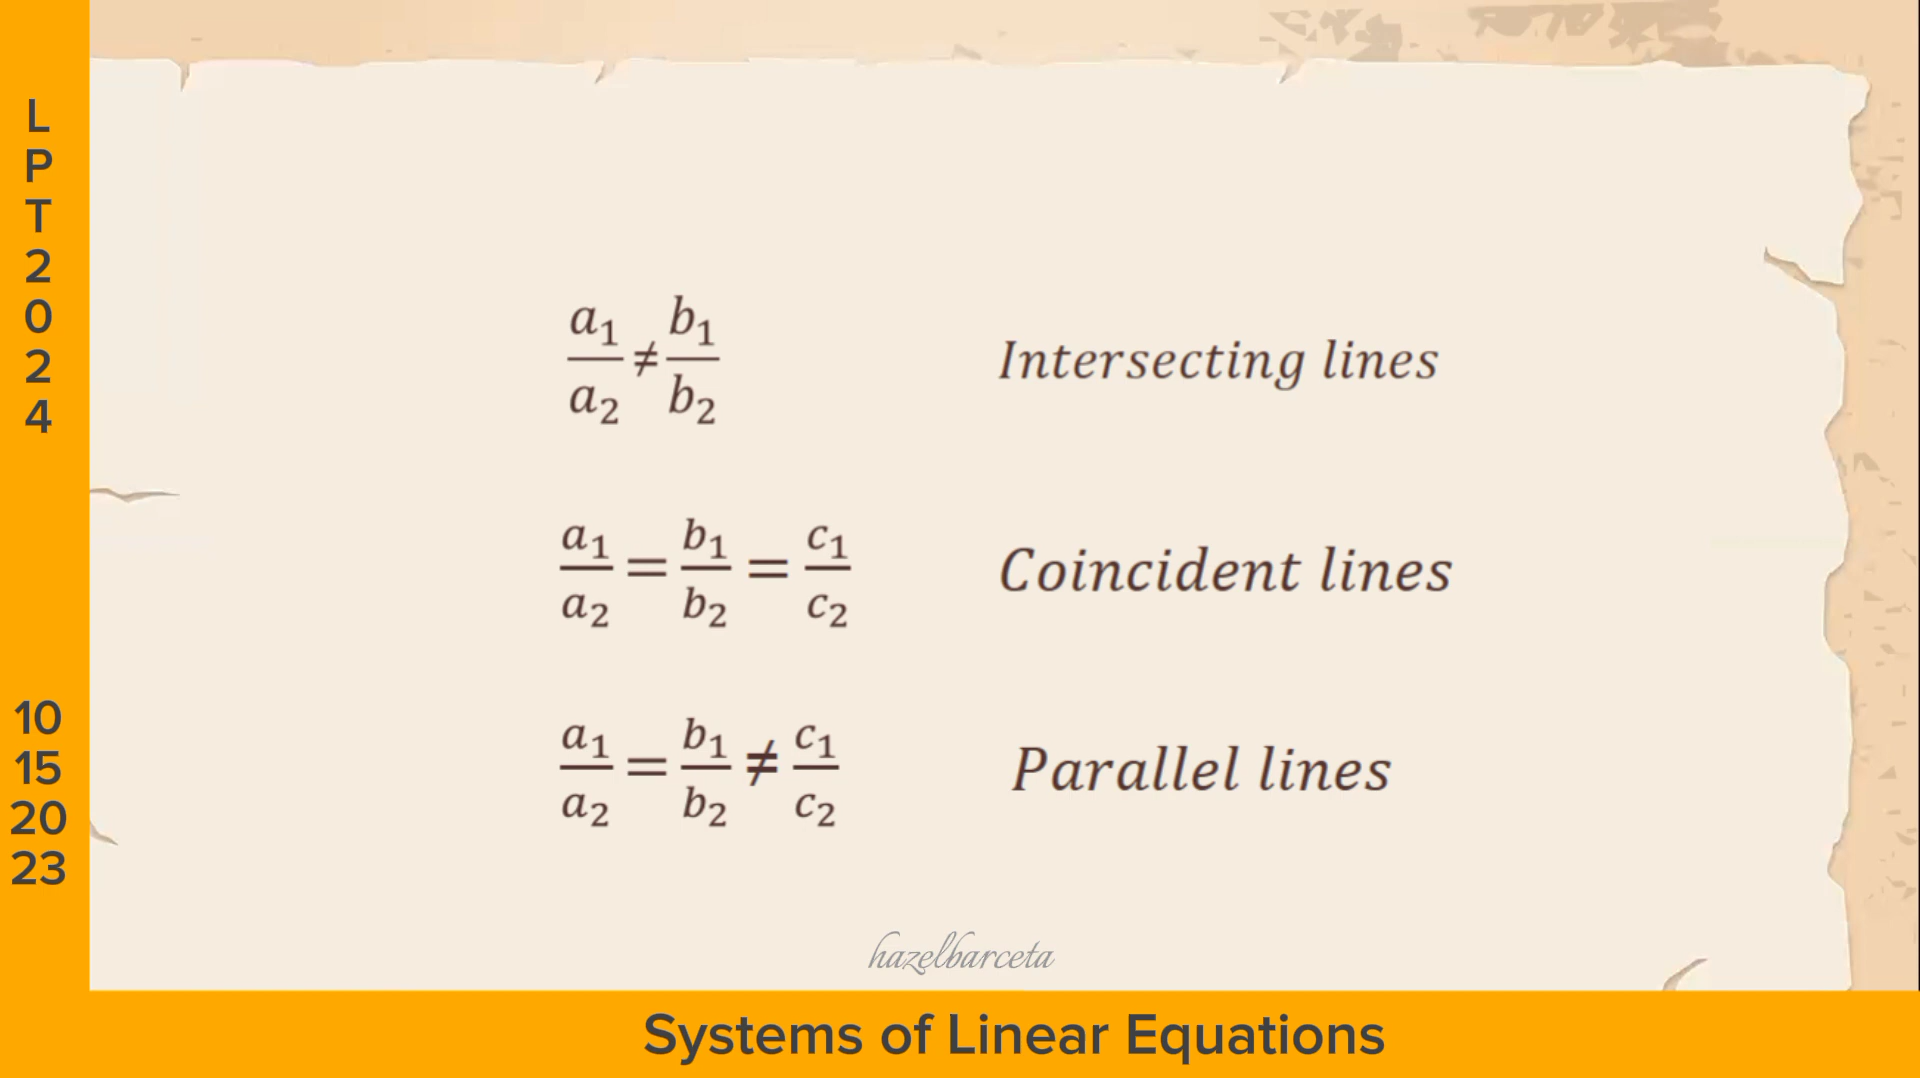 L
P
T
2
0
2
4
10
15
20
23
a₁/a₂ ≠ b₁/b₂ Intersecting lines
a₁/a₂ = b₁/b₂ = c₁/c₂ Coincident lines
a₁/a₂ = b₁/b₂ ≠ c₁/c₂ Parallel lines
hazelbarceta
Systems of Linear Equations